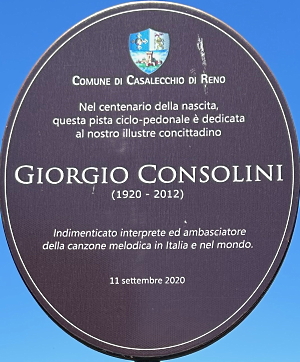 COMUNE DI CASALECCHIO DI RENO
Nel centenario della nascita,
questa pista ciclo-pedonale è dedicata
al nostro illustre concittadino
GIORGIO CONSOLINI
(1920 - 2012)
Indimenticato interprete ed ambasciatore
della canzone melodica in Italia e nel mondo.
11 settembre 2020